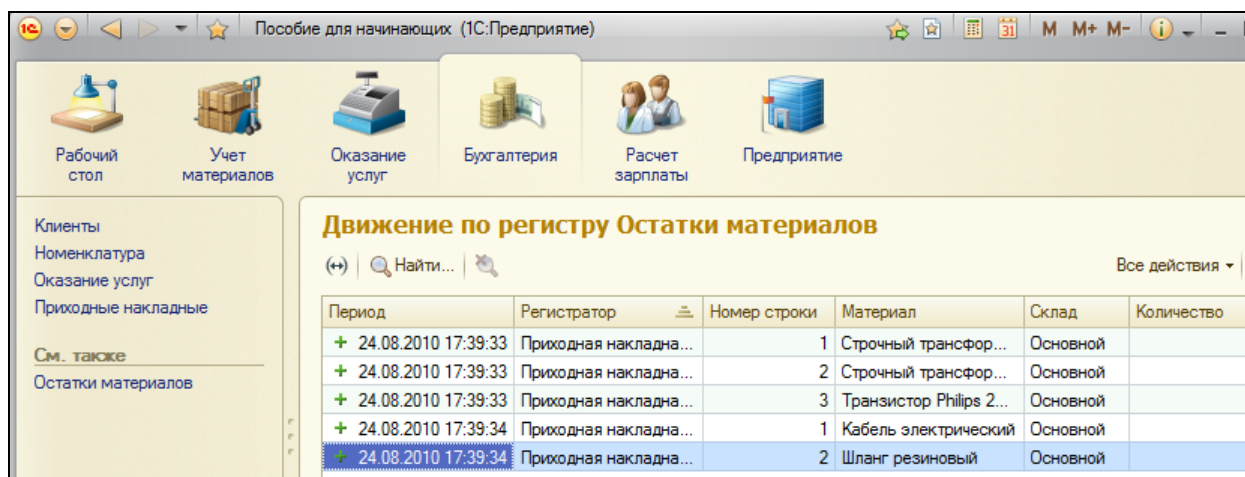 Пособие для начинающих (1С:Предприятие)
31 M M+ M-
Рабочий стол
Учет материалов
Оказание услуг
Бухгалтерия
Расчет зарплаты
Предприятие
Клиенты
Номенклатура
Оказание услуг
Приходные накладные
См. также
Остатки материалов
Движение по регистру Остатки материалов
Найти... Все действия
Период Регистратор Номер строки Материал Склад Количество
24.08.2010 17:39:33 Приходная накладна... 1 Строчный трансфор... Основной
24.08.2010 17:39:33 Приходная накладна... 2 Строчный трансфор... Основной
24.08.2010 17:39:33 Приходная накладна... 3 Транзистор Philips 2... Основной
24.08.2010 17:39:34 Приходная накладна... 1 Кабель электрический Основной
24.08.2010 17:39:34 Приходная накладна... 2 Шланг резиновый Основной